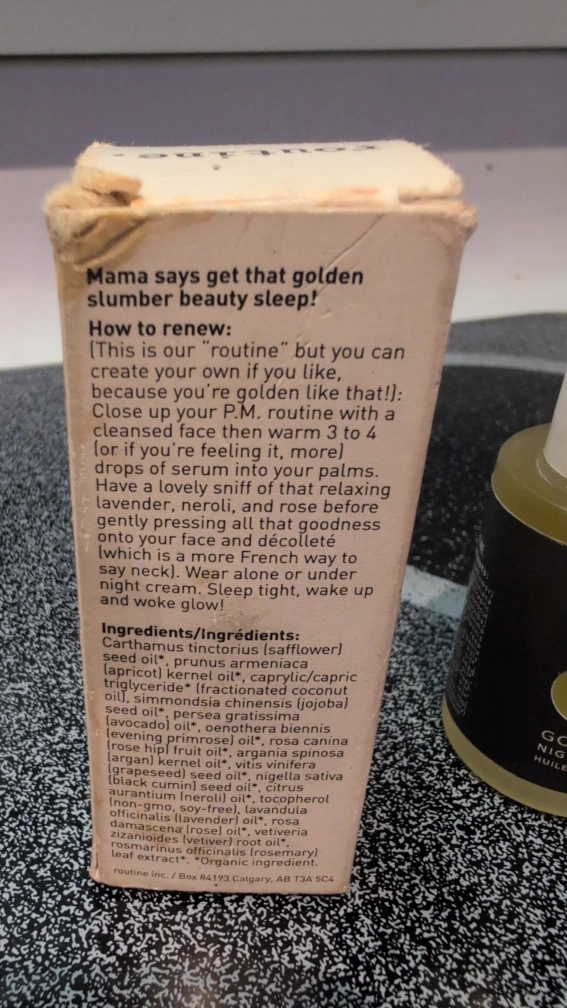 routine.
Mama says get that golden
slumber beauty sleep!
How to renew:
(This is our "routine" but you can
create your own if you like,
because you're golden like that!):
Close up your P.M. routine with a
cleansed face then warm 3 to 4
(or if you're feeling it, more)
drops of serum into your palms.
Have a lovely sniff of that relaxing
lavender, neroli, and rose before
gently pressing all that goodness
onto your face and décolleté
(which is a more French way to
say neck). Wear alone or under
night cream. Sleep tight, wake up
and woke glow!
Ingredients/Ingrédients:
Carthamus tinctorius (safflower)
seed oil*, prunus armeniaca
(apricot) kernel oil*, caprylic/capric
triglyceride* (fractionated coconut
oil), simmondsia chinensis (jojoba)
seed oil*, persea gratissima
(avocado) oil*, oenothera biennis
(evening primrose) oil*, rosa canina
(rose hip) fruit oil*, argania spinosa
(argan) kernel oil*, vitis vinifera
(grapeseed) seed oil*, nigella sativa
(black cumin) seed oil*, citrus
aurantium (neroli) oil*, tocopherol
(non-gmo, soy-free), lavandula
officinalis (lavender) oil*, rosa
damascena (rose) oil*, vetiveria
zizanioides (vetiver) root oil*,
rosmarinus officinalis (rosemary)
leaf extract*. *Organic ingredient.
routine inc. / Box 84193 Calgary, AB T3A 5C4
GO
NIG
HUILE